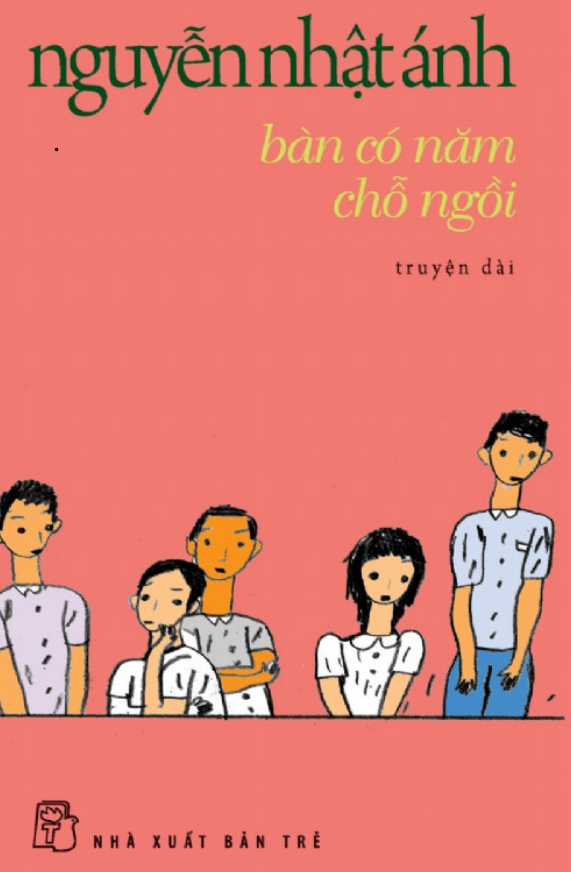 nguyễn nhật ánh
bàn có năm
chỗ ngồi
truyện dài
T
NHÀ XUẤT BẢN TRẺ